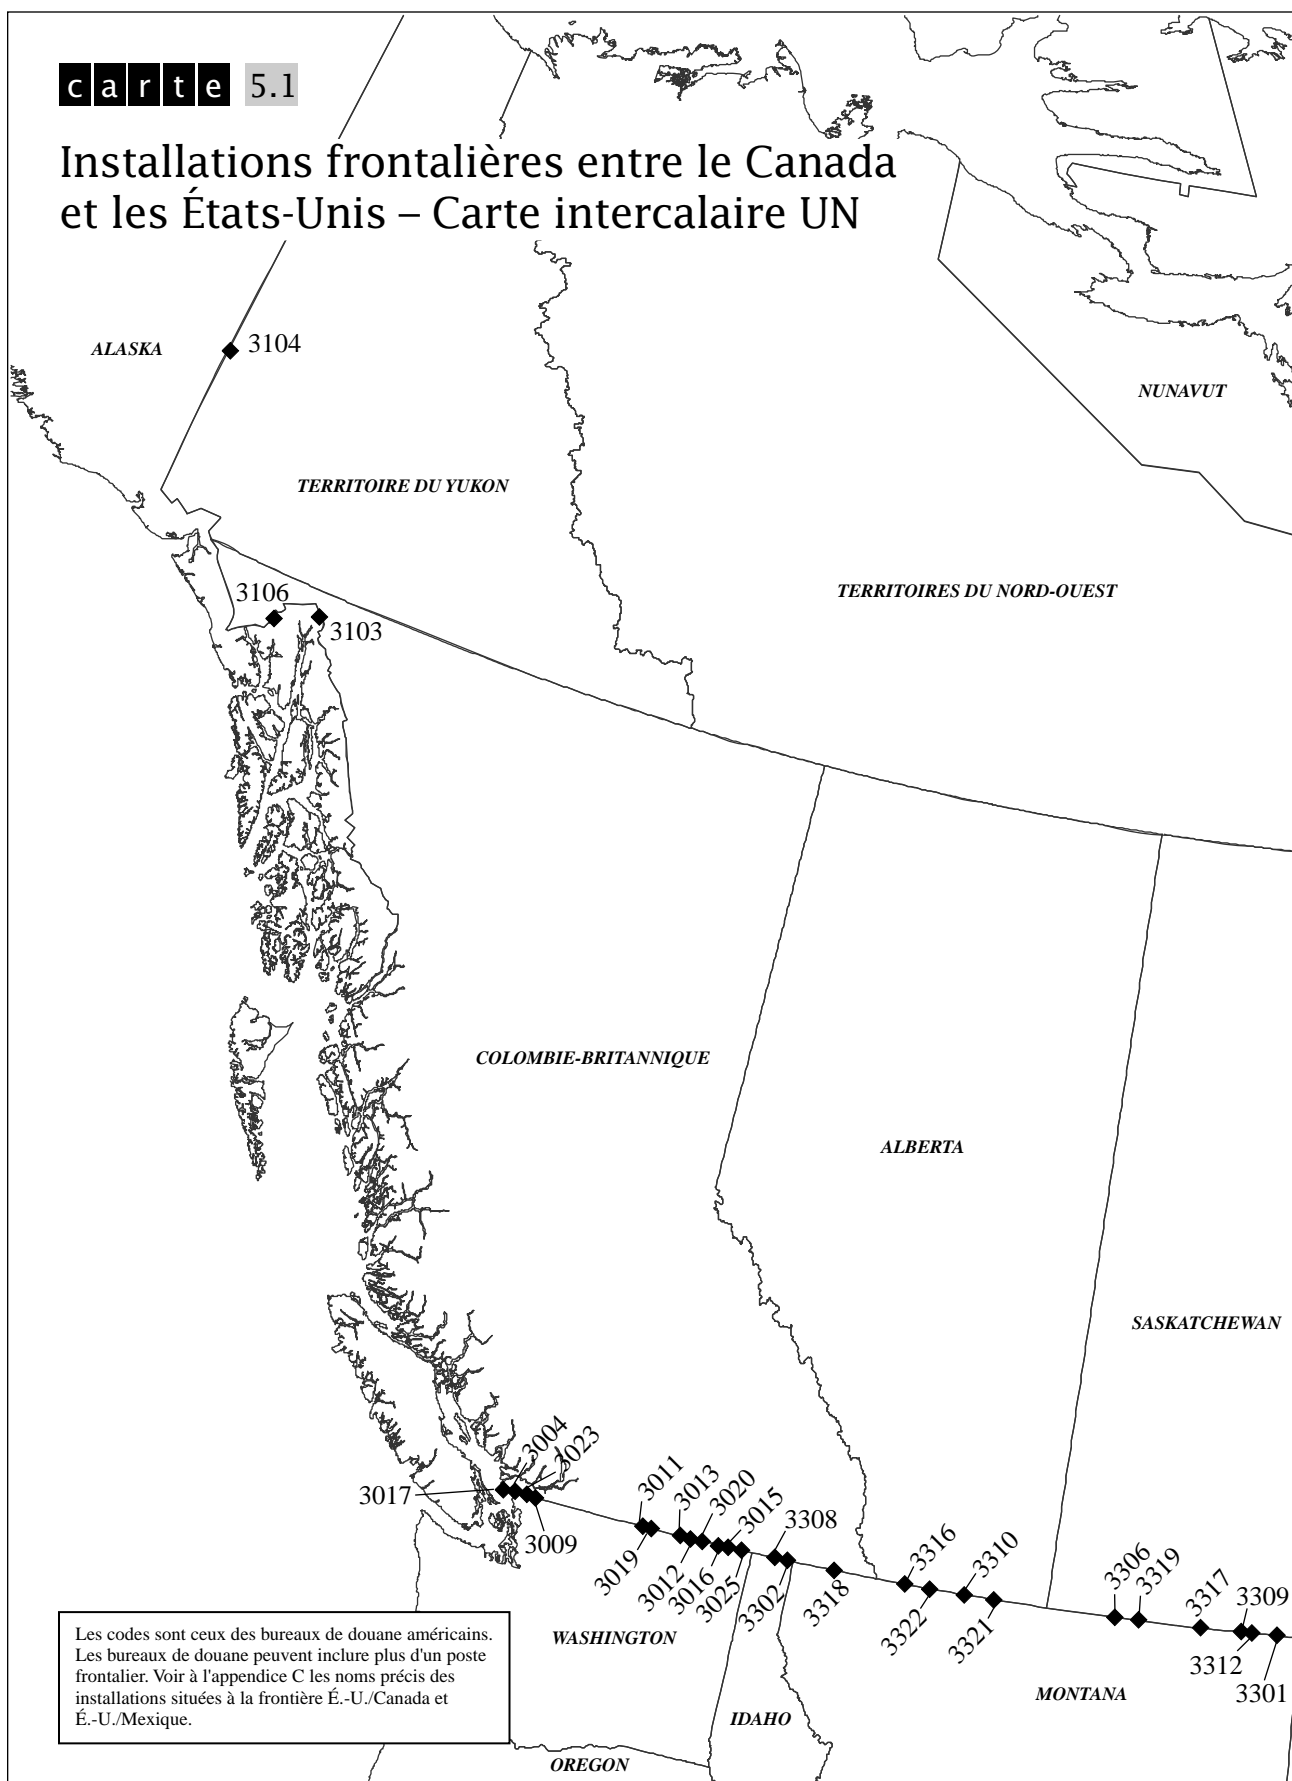 carte 5.1
Installations frontalières entre le Canada
et les États-Unis – Carte intercalaire UN
ALASKA
3104
NUNAVUT
TERRITOIRE DU YUKON
TERRITOIRES DU NORD-OUEST
3106
3103
COLOMBIE-BRITANNIQUE
ALBERTA
SASKATCHEWAN
3017
3004
3023
3009
3011
3019
3013
3012
3020
3016
3015
3025
3308
3302
3318
3316
3322
3310
3321
3306
3319
3317
3309
3312
3301
WASHINGTON
IDAHO
MONTANA
OREGON
Les codes sont ceux des bureaux de douane américains.
Les bureaux de douane peuvent inclure plus d'un poste
frontalier. Voir à l'appendice C les noms précis des
installations situées à la frontière É.-U./Canada et
É.-U./Mexique.